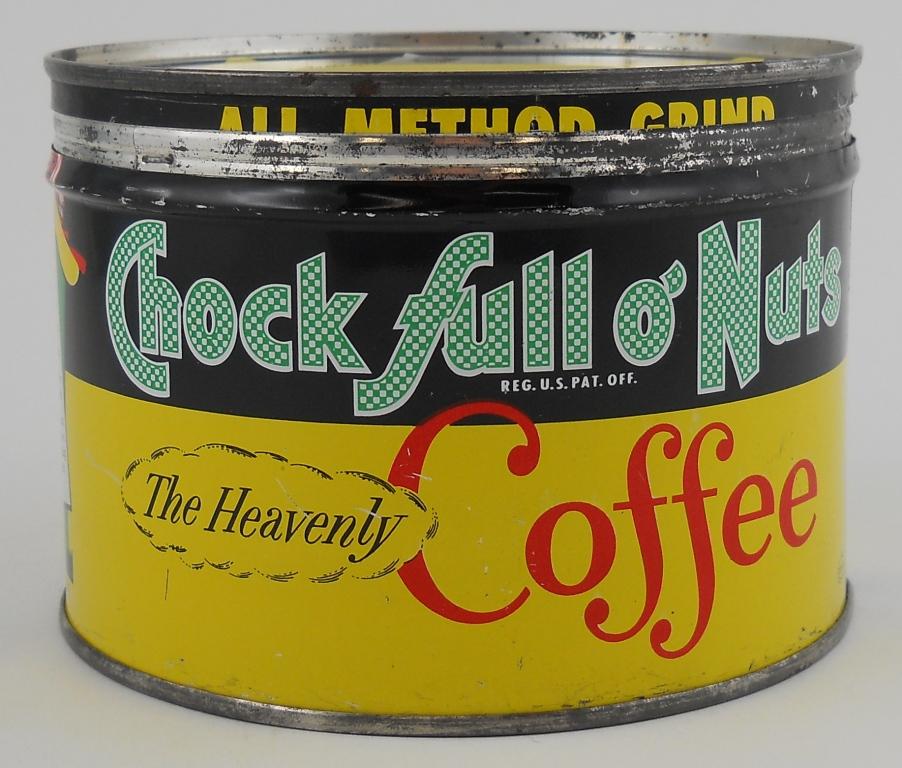 ALL METHOD GRIND
Chock full o' Nuts
REG. U.S. PAT. OFF.
The Heavenly
Coffee